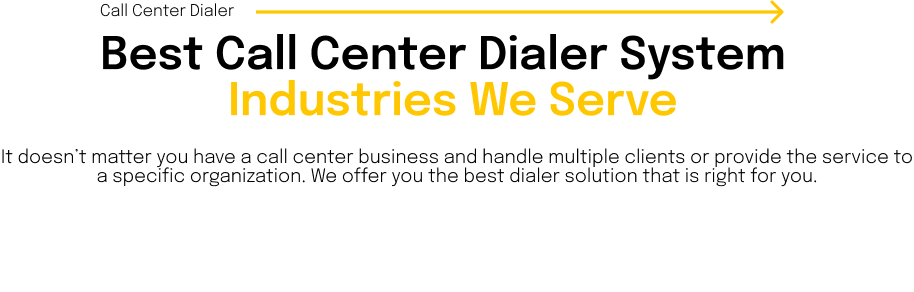 Call Center Dialer
Best Call Center Dialer System
Industries We Serve
It doesn’t matter you have a call center business and handle multiple clients or provide the service to
a specific organization. We offer you the best dialer solution that is right for you.